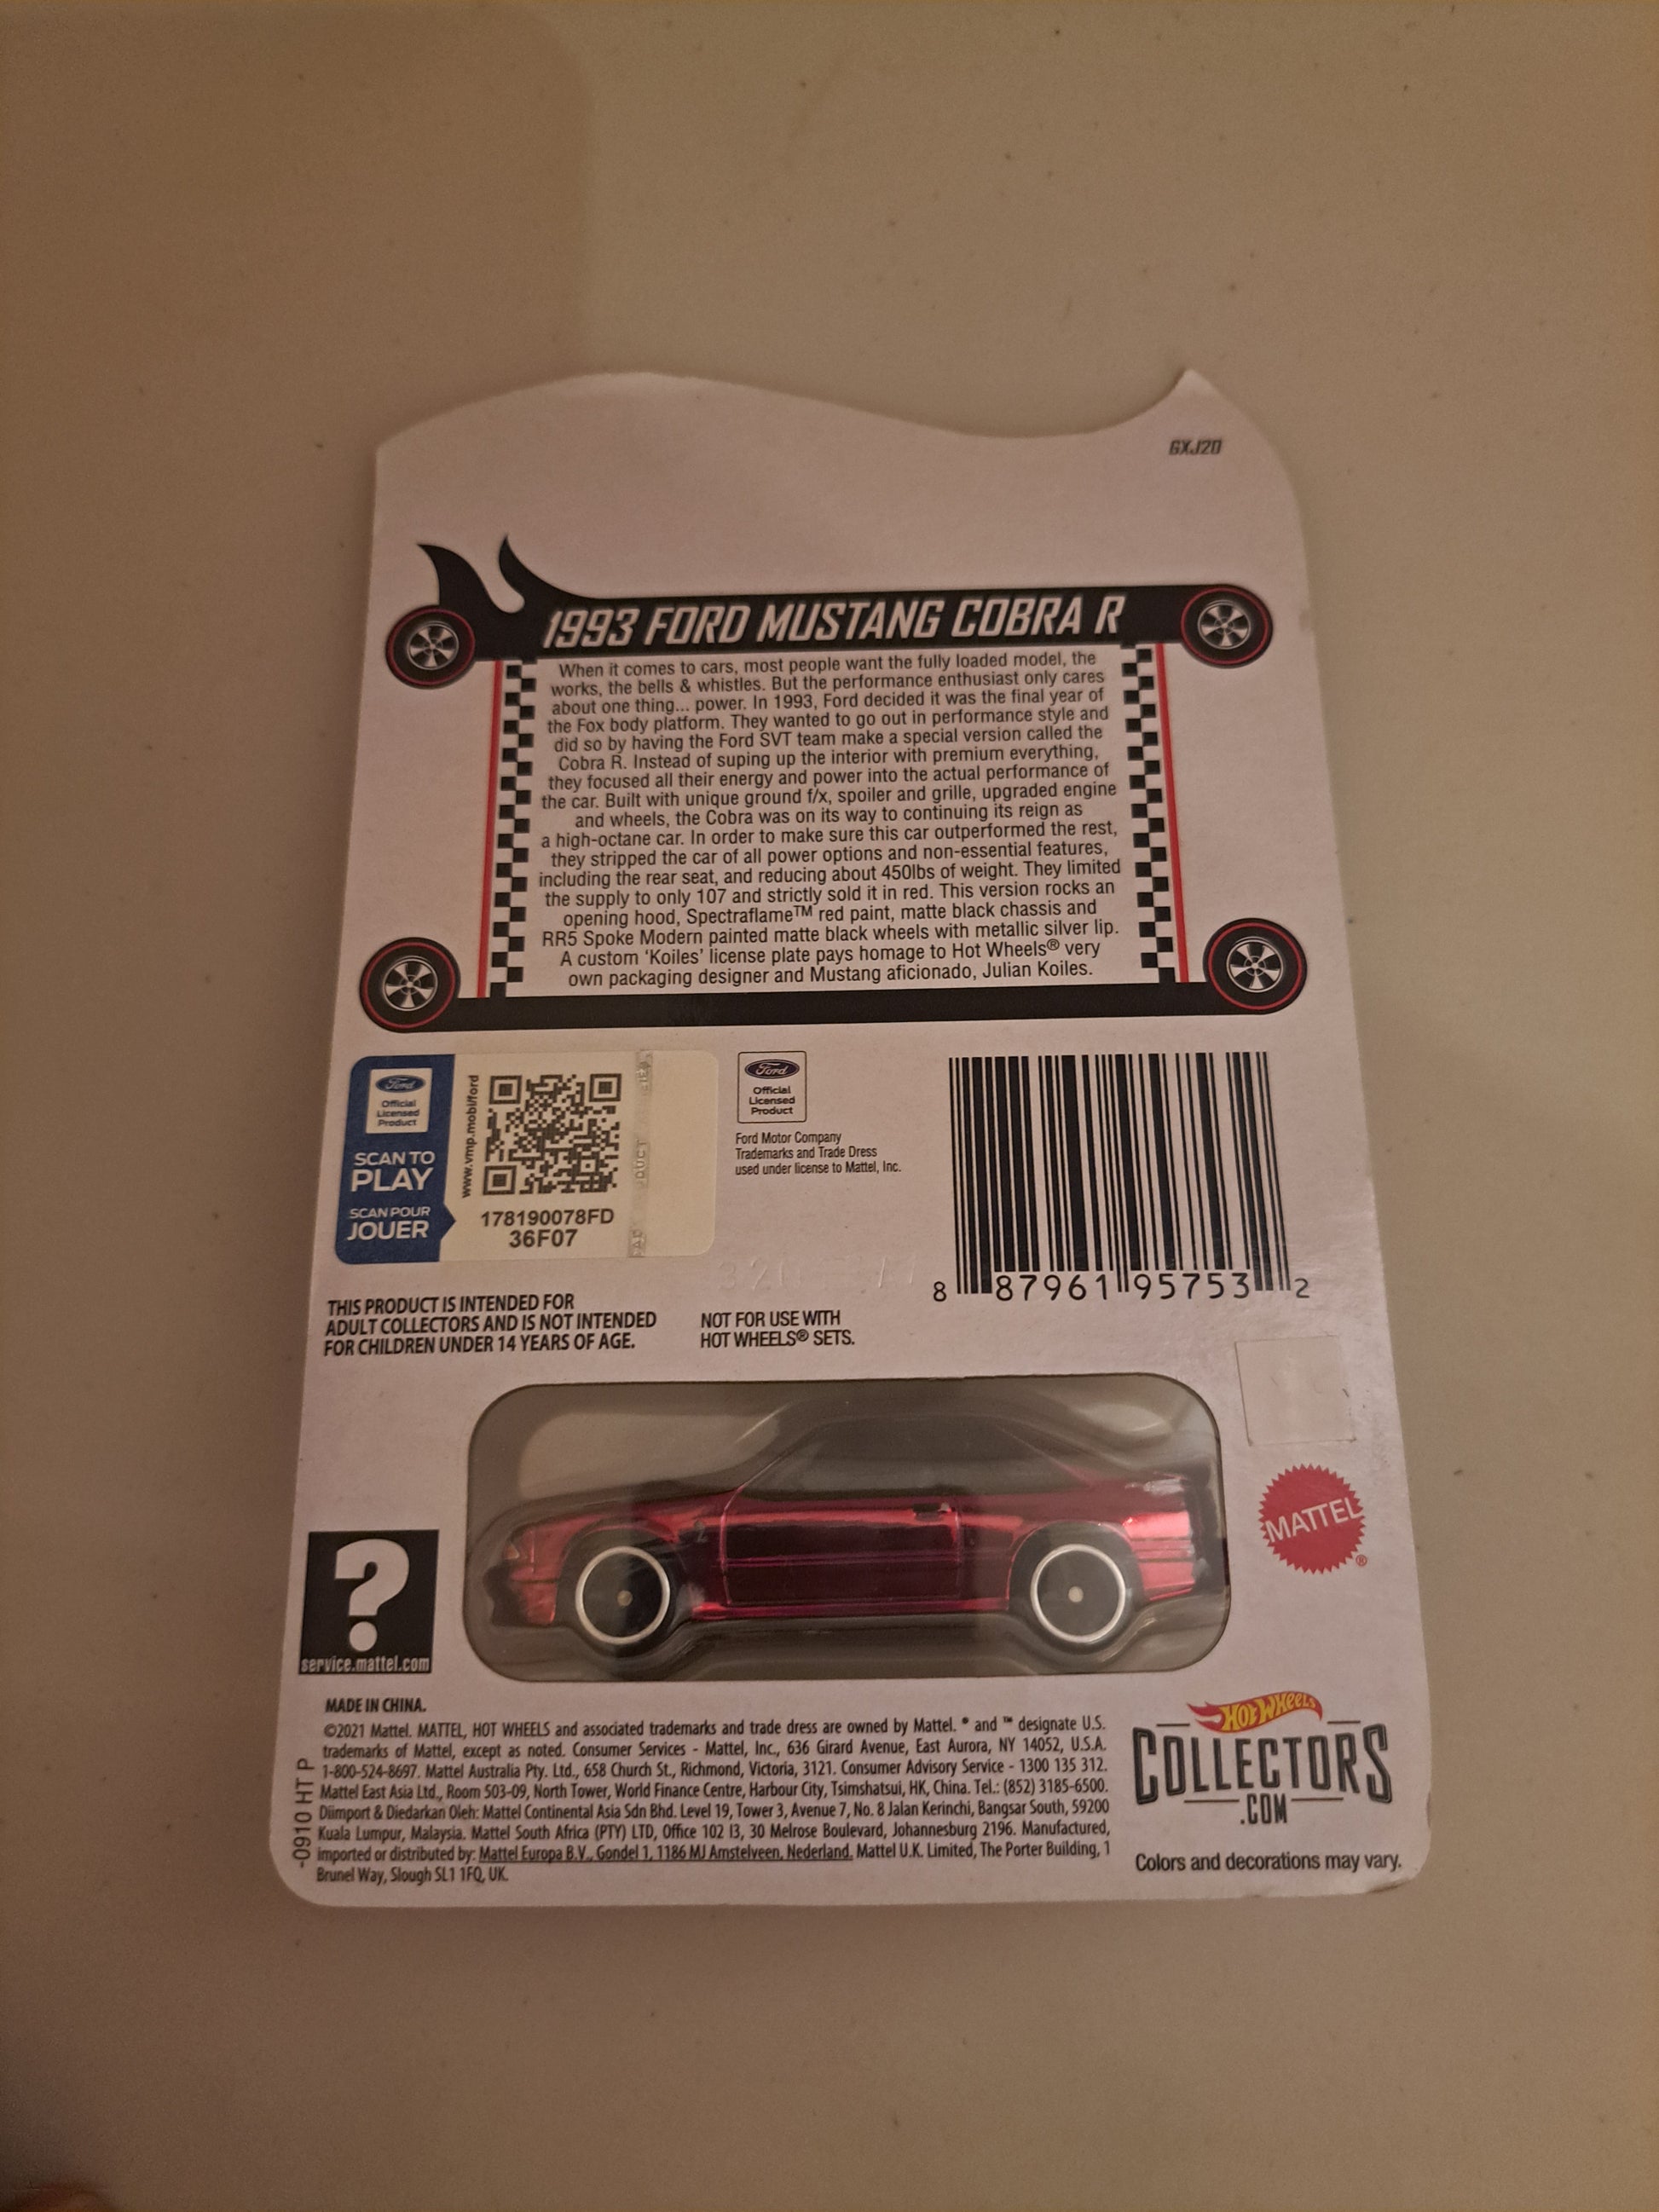 GXJ20
1993 FORD MUSTANG COBRA R
When it comes to cars, most people want the fully loaded model, the
works, the bells & whistles. But the performance enthusiast only cares
about one thing... power. In 1993, Ford decided it was the final year of
the Fox body platform. They wanted to go out in performance style and
did so by having the Ford SVT team make a special version called the
Cobra R. Instead of suping up the interior with premium everything,
they focused all their energy and power into the actual performance of
the car. Built with unique ground f/x, spoiler and grille, upgraded engine
and wheels, the Cobra was on its way to continuing its reign as
a high-octane car. In order to make sure this car outperformed the rest,
they stripped the car of all power options and non-essential features,
including the rear seat, and reducing about 450lbs of weight. They limited
the supply to only 107 and strictly sold it in red. This version rocks an
opening hood, Spectraflame™ red paint, matte black chassis and
RR5 Spoke Modern painted matte black wheels with metallic silver lip.
A custom ‘Koiles’ license plate pays homage to Hot Wheels® very
own packaging designer and Mustang aficionado, Julian Koiles.
Ford
Official
Licensed
Product
SCAN TO
PLAY
SCAN POUR
JOUER
www.vmp.mobi/ford
178190078FD
36F07
Ford
Official
Licensed
Product
Ford Motor Company
Trademarks and Trade Dress
used under license to Mattel, Inc.
8 87961 95753 2
THIS PRODUCT IS INTENDED FOR
ADULT COLLECTORS AND IS NOT INTENDED
FOR CHILDREN UNDER 14 YEARS OF AGE.
NOT FOR USE WITH
HOT WHEELS® SETS.
MATTEL®
?
service.mattel.com
MADE IN CHINA.
©2021 Mattel. MATTEL, HOT WHEELS and associated trademarks and trade dress are owned by Mattel. ® and ™ designate U.S.
trademarks of Mattel, except as noted. Consumer Services - Mattel, Inc., 636 Girard Avenue, East Aurora, NY 14052, U.S.A.
1-800-524-8697. Mattel Australia Pty. Ltd., 658 Church St., Richmond, Victoria, 3121. Consumer Advisory Service - 1300 135 312.
Mattel East Asia Ltd., Room 503-09, North Tower, World Finance Centre, Harbour City, Tsimshatsui, HK, China. Tel.: (852) 3185-6500.
Diimport & Diedarkan Oleh: Mattel Continental Asia Sdn Bhd. Level 19, Tower 3, Avenue 7, No. 8 Jalan Kerinchi, Bangsar South, 59200
Kuala Lumpur, Malaysia. Mattel South Africa (PTY) LTD, Office 102 I3, 30 Melrose Boulevard, Johannesburg 2196. Manufactured,
imported or distributed by: Mattel Europa B.V., Gondel 1, 1186 MJ Amstelveen, Nederland. Mattel U.K. Limited, The Porter Building, 1
Brunel Way, Slough SL1 1FQ, UK.
-0910 HT P
HOT WHEELS
COLLECTORS
.COM
Colors and decorations may vary.